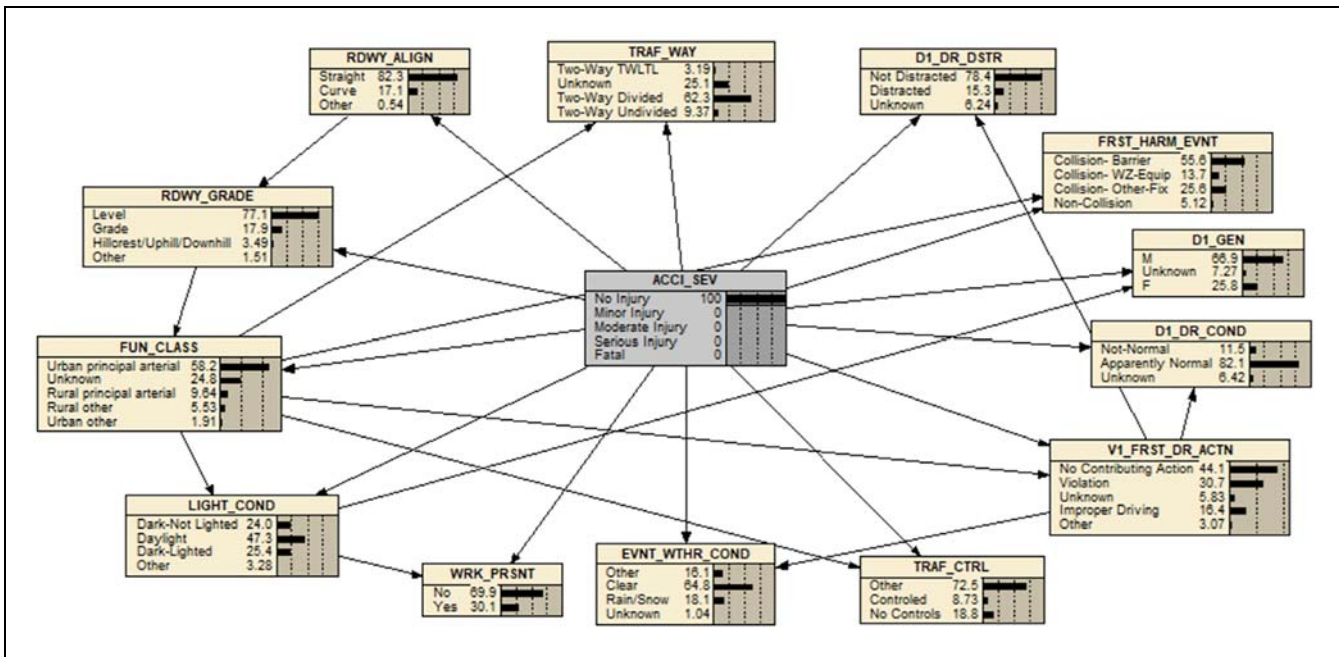 RDWY_ALIGN
Straight 82.3
Curve 17.1
Other 0.54
TRAF_WAY
Two-Way TWLTL 3.19
Unknown 25.1
Two-Way Divided 62.3
Two-Way Undivided 9.37
D1_DR_DSTR
Not Distracted 78.4
Distracted 15.3
Unknown 6.24
FRST_HARM_EVNT
Collision- Barrier 55.6
Collision- WZ-Equip 13.7
Collision- Other-Fix 25.6
Non-Collision 5.12
RDWY_GRADE
Level 77.1
Grade 17.9
Hillcrest/Uphill/Downhill 3.49
Other 1.51
D1_GEN
M 66.9
Unknown 7.27
F 25.8
ACCI_SEV
No Injury 100
Minor Injury 0
Moderate Injury 0
Serious Injury 0
Fatal 0
FUN_CLASS
Urban principal arterial 58.2
Unknown 24.8
Rural principal arterial 9.64
Rural other 5.53
Urban other 1.91
D1_DR_COND
Not-Normal 11.5
Apparently Normal 82.1
Unknown 6.42
V1_FRST_DR_ACTN
No Contributing Action 44.1
Violation 30.7
Unknown 5.83
Improper Driving 16.4
Other 3.07
LIGHT_COND
Dark-Not Lighted 24.0
Daylight 47.3
Dark-Lighted 25.4
Other 3.28
WRK_PRSNT
No 69.9
Yes 30.1
EVNT_WTHR_COND
Other 16.1
Clear 64.8
Rain/Snow 18.1
Unknown 1.04
TRAF_CTRL
Other 72.5
Controled 8.73
No Controls 18.8